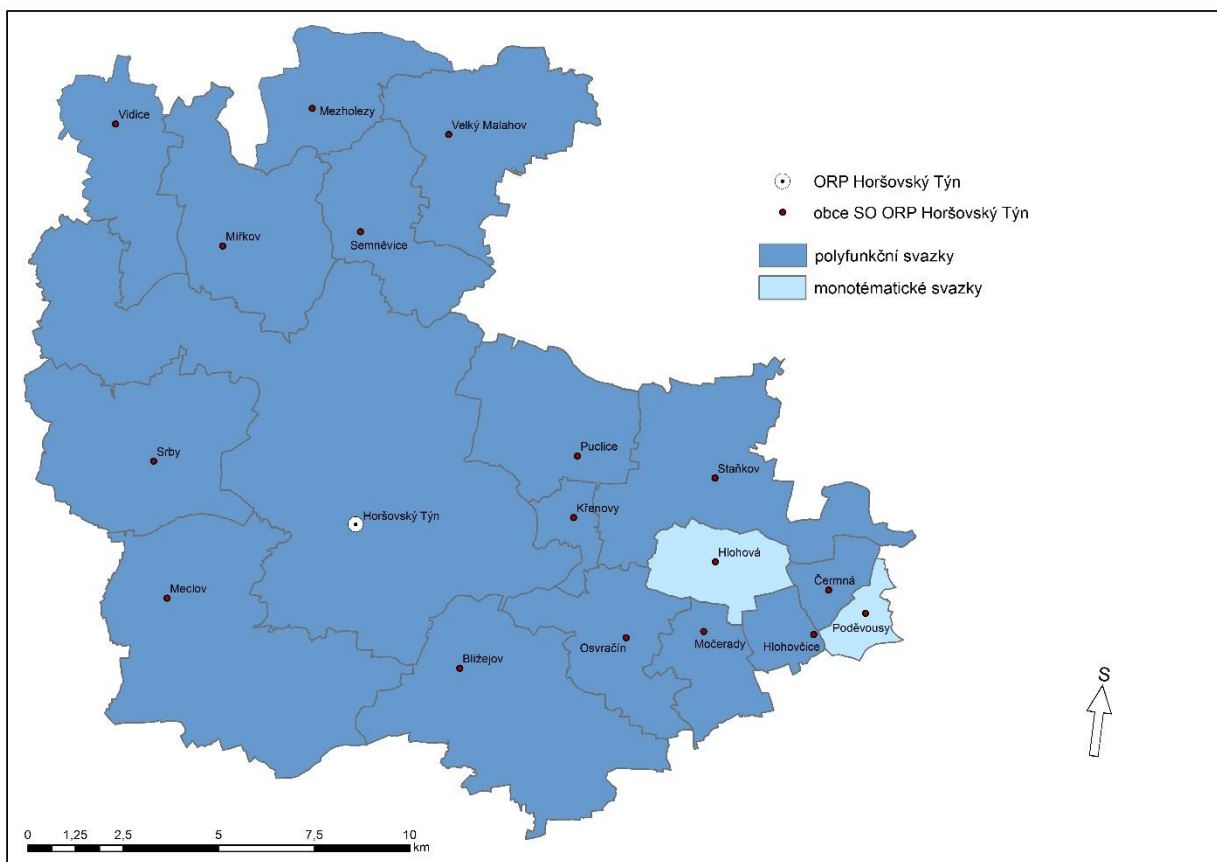 Mezholezy
Vidice
Velký Malahov
ORP Horšovský Týn
obce SO ORP Horšovský Týn
Semněvice
Mířkov
polyfunkční svazky
monotématické svazky
Puclice
Srby
Staňkov
Křenovy
Horšovský Týn
Hlohová
Čermná
Meclov
Poděvousy
Osvračín
Močerady
Hlohovčice
Blížejov
S
0 1,25 2,5 5 7,5 10
km